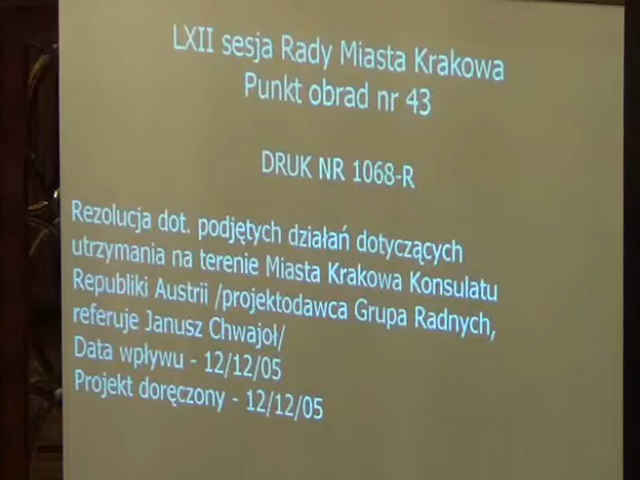 LXII sesja Rady Miasta Krakowa
Punkt obrad nr 43
DRUK NR 1068-R
Rezolucja dot. podjętych działań dotyczących
utrzymania na terenie Miasta Krakowa Konsulatu
Republiki Austrii /projektodawca Grupa Radnych,
referuje Janusz Chwajoł/
Data wpływu - 12/12/05
Projekt doręczony - 12/12/05